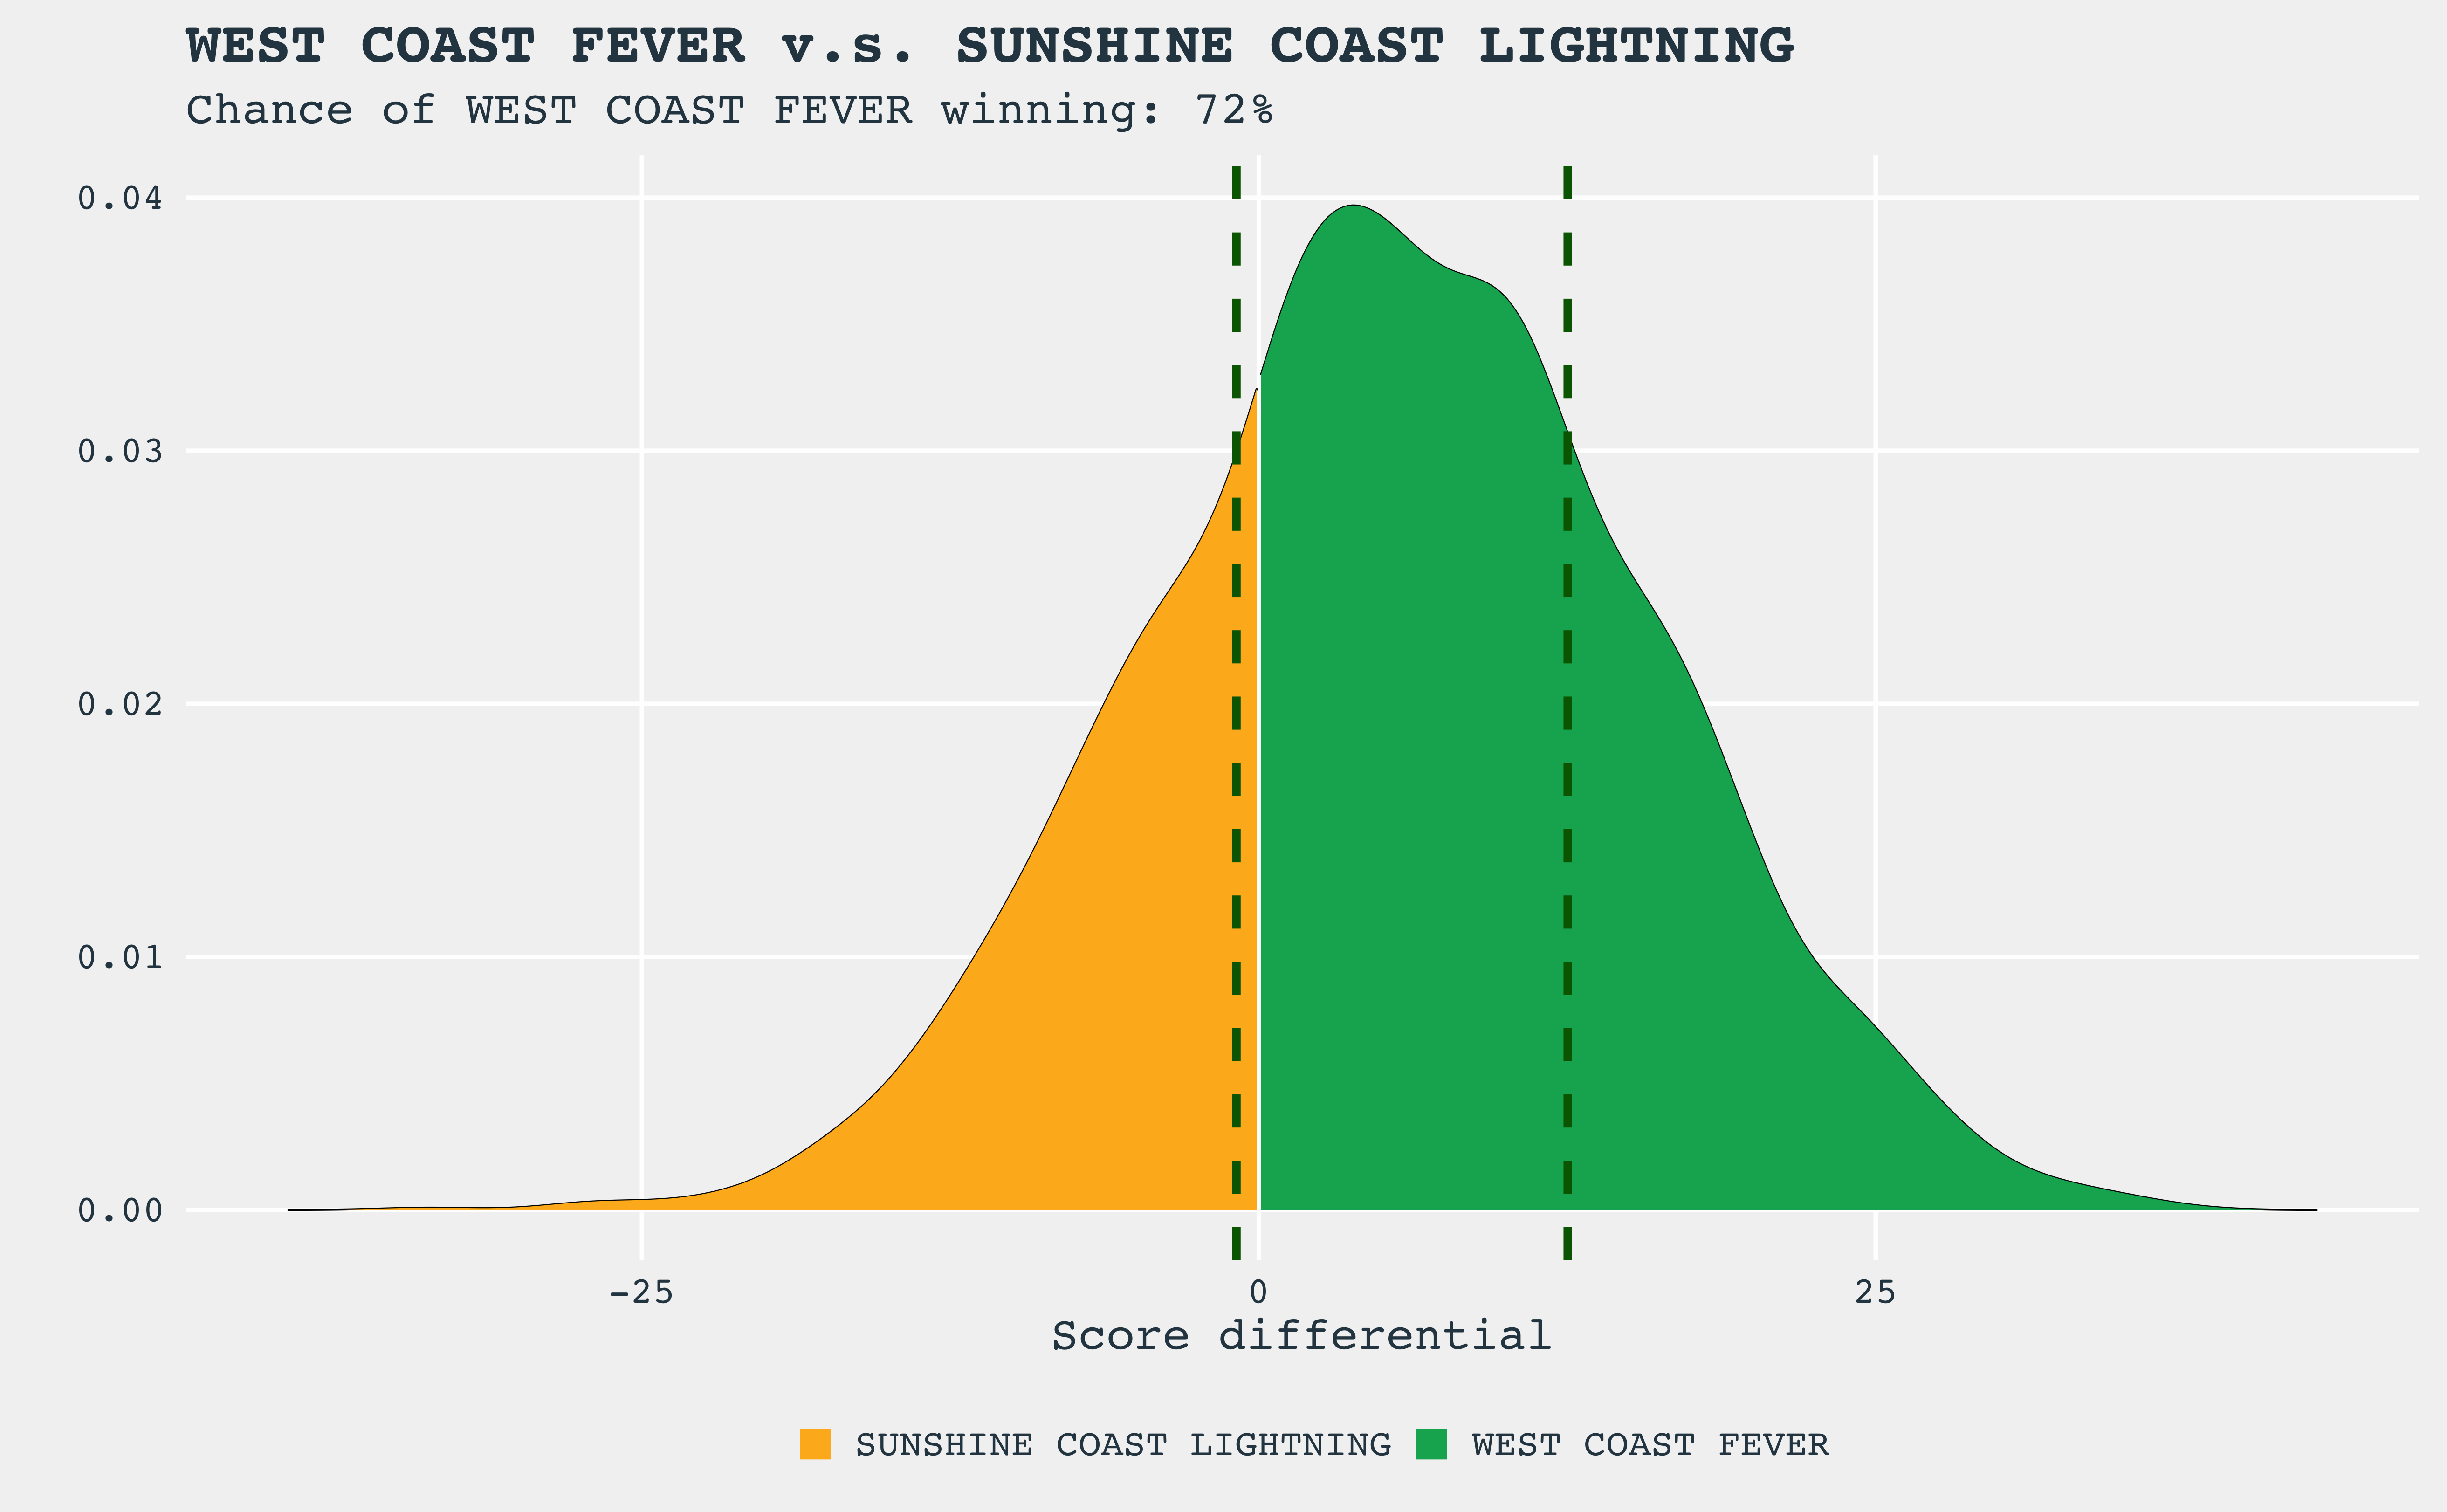 WEST COAST FEVER v.s. SUNSHINE COAST LIGHTNING
Chance of WEST COAST FEVER winning: 72%
0.04
0.03
0.02
0.01
0.00
-25 0 25
Score differential
SUNSHINE COAST LIGHTNING WEST COAST FEVER